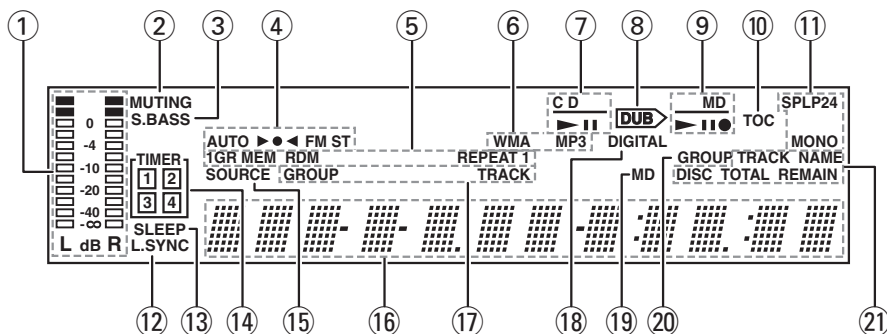 ① ② ③ ④ ⑤ ⑥ ⑦ ⑧ ⑨ ⑩ ⑪
MUTING
S.BASS
C D
DUB
MD
TOC
SPLP24
0
-4
-10
-20
-40
-∞
L dB R
AUTO ►●◄ FM ST
WMA
MP3
DIGITAL
MONO
TIMER
1 2
3 4
1GR MEM RDM REPEAT 1
GROUP TRACK NAME
SOURCE GROUP TRACK
MD
DISC TOTAL REMAIN
SLEEP
L.SYNC
⑫ ⑬ ⑭ ⑮ ⑯ ⑰ ⑱ ⑲ ⑳ ㉑